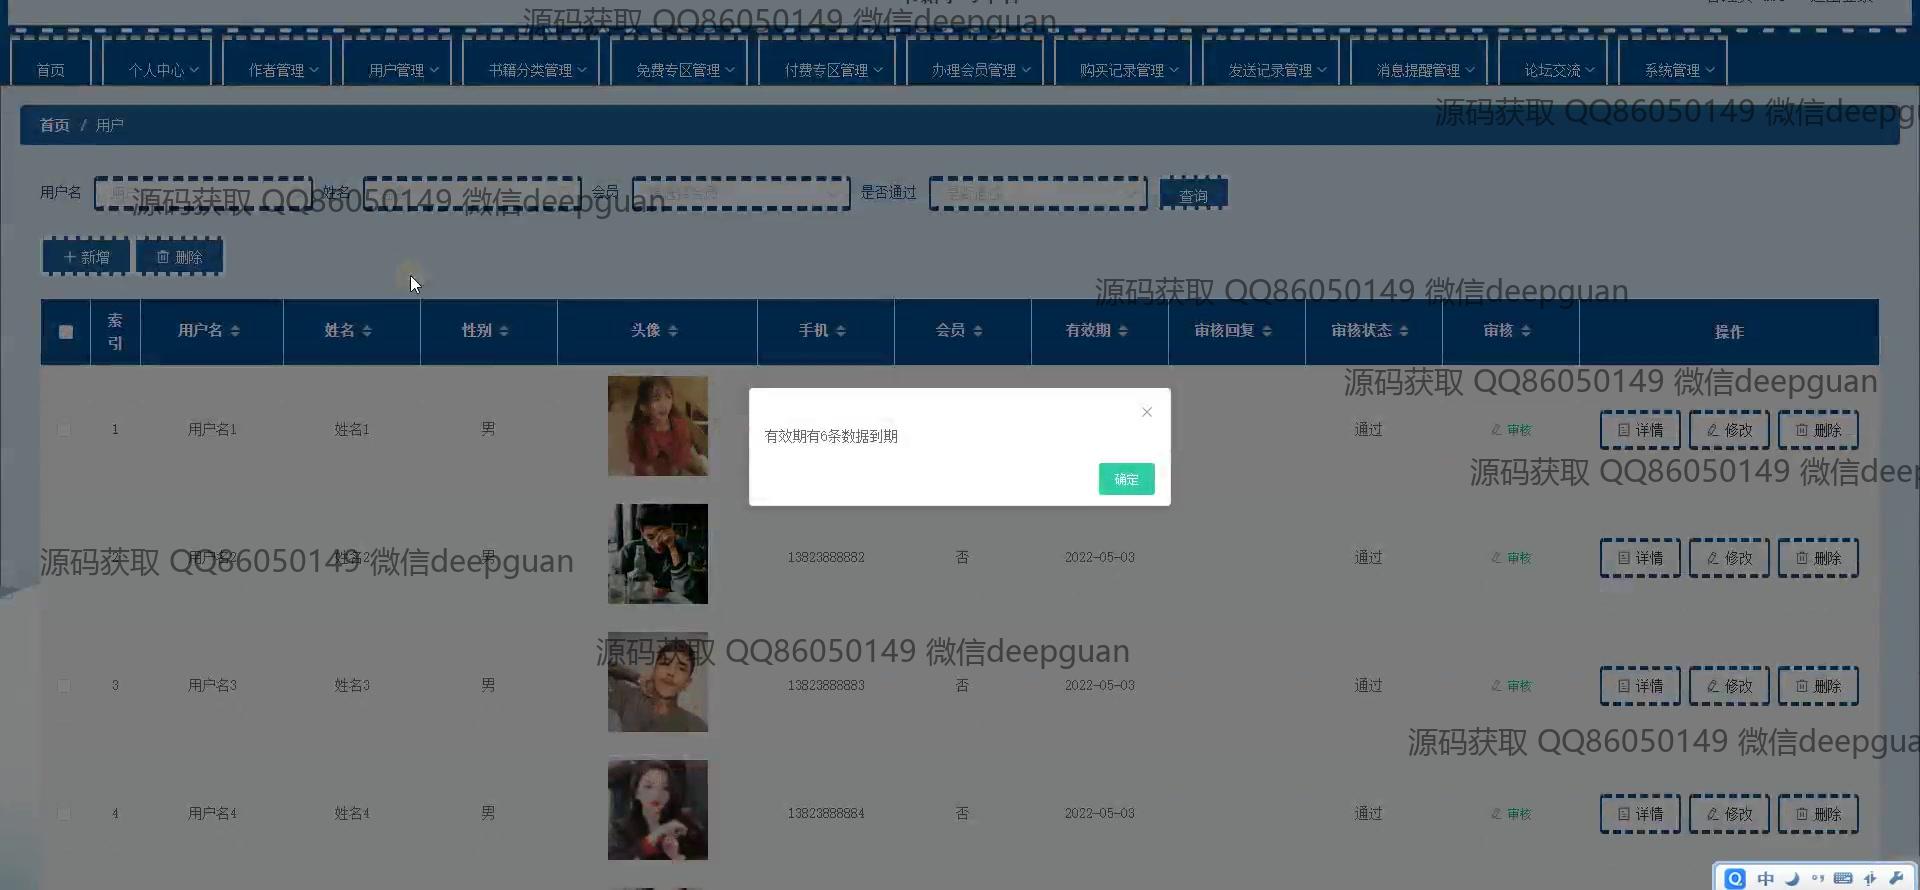 源码获取 QQ86050149 微信deepguan
首页 个人中心 作者管理 用户管理 书籍分类管理 免费专区管理 付费专区管理 办理会员管理 购买记录管理 发送记录管理 消息提醒管理 论坛交流 系统管理
源码获取 QQ86050149 微信deepg
首页 / 用户
用户名 姓名 会员 是否通过 查询
源码获取 QQ86050149 微信deepguan
新增 删除
源码获取 QQ86050149 微信deepguan
索引 用户名 姓名 性别 头像 手机 会员 有效期 审核回复 审核状态 审核 操作
源码获取 QQ86050149 微信deepguan
1 用户名1 姓名1 男 通过 审核 详情 修改 删除
有效期有6条数据到期
确定
源码获取 QQ86050149 微信deep
2 用户名2 姓名2 男 13823888882 否 2022-05-03 通过 审核 详情 修改 删除
源码获取 QQ86050149 微信deepguan
源码获取 QQ86050149 微信deepguan
3 用户名3 姓名3 男 13823888883 否 2022-05-03 通过 审核 详情 修改 删除
源码获取 QQ86050149 微信deepgua
4 用户名4 姓名4 男 13823888884 否 2022-05-03 通过 审核 详情 修改 删除
中